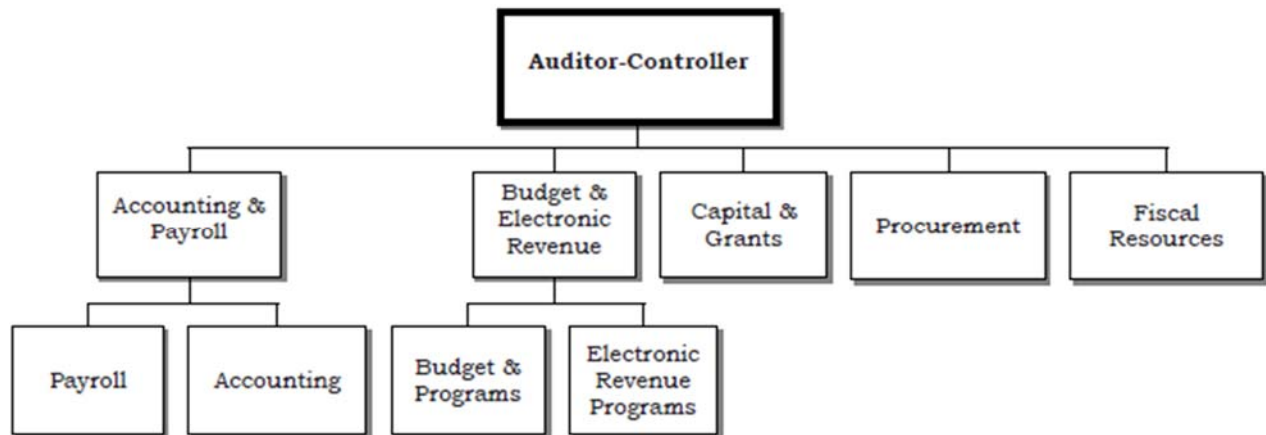 Auditor-Controller
Accounting &
Payroll
Budget &
Electronic
Revenue
Capital &
Grants
Procurement
Fiscal
Resources
Payroll
Accounting
Budget &
Programs
Electronic
Revenue
Programs